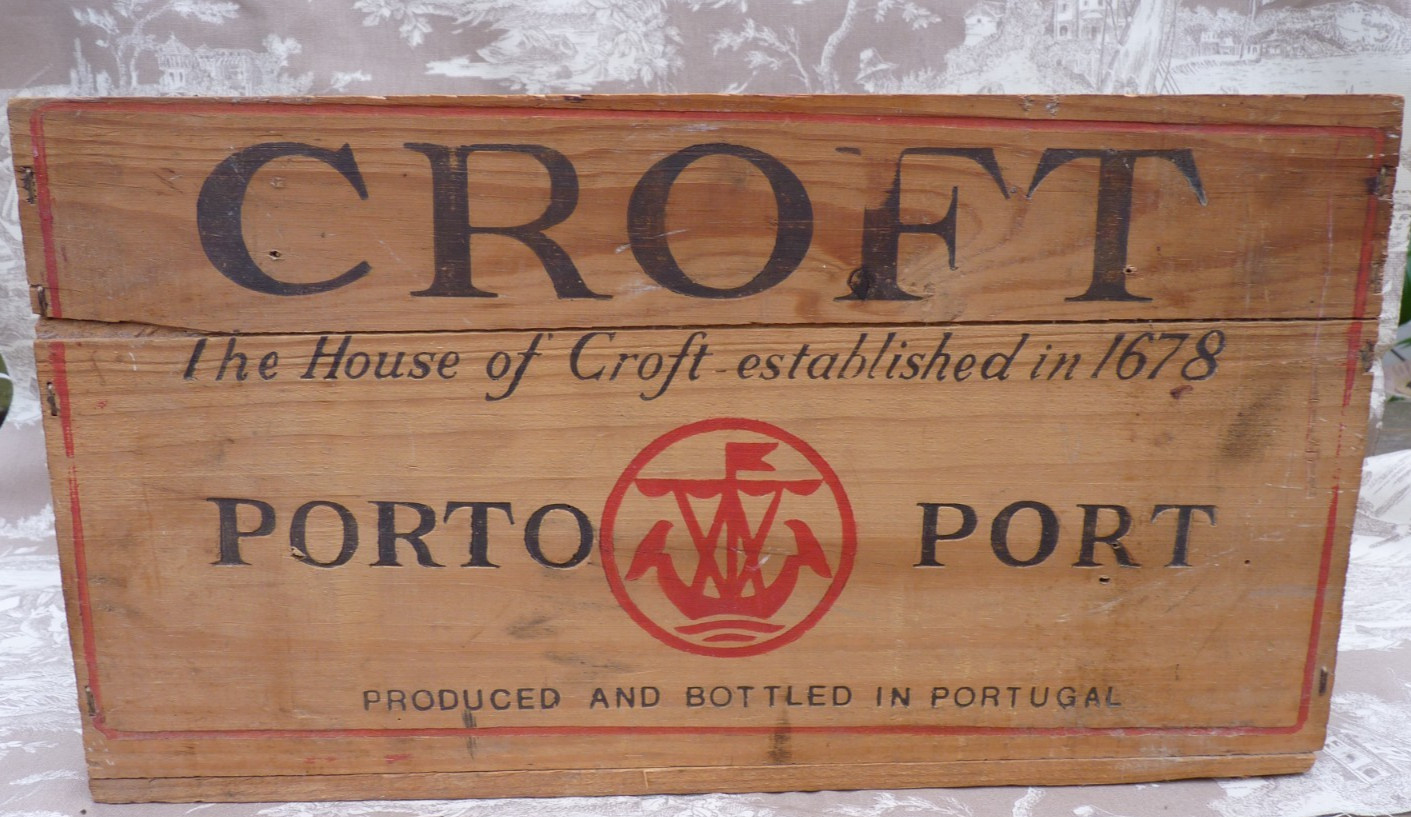 CROFT
The House of Croft - established in 1678
PORTO PORT
PRODUCED AND BOTTLED IN PORTUGAL